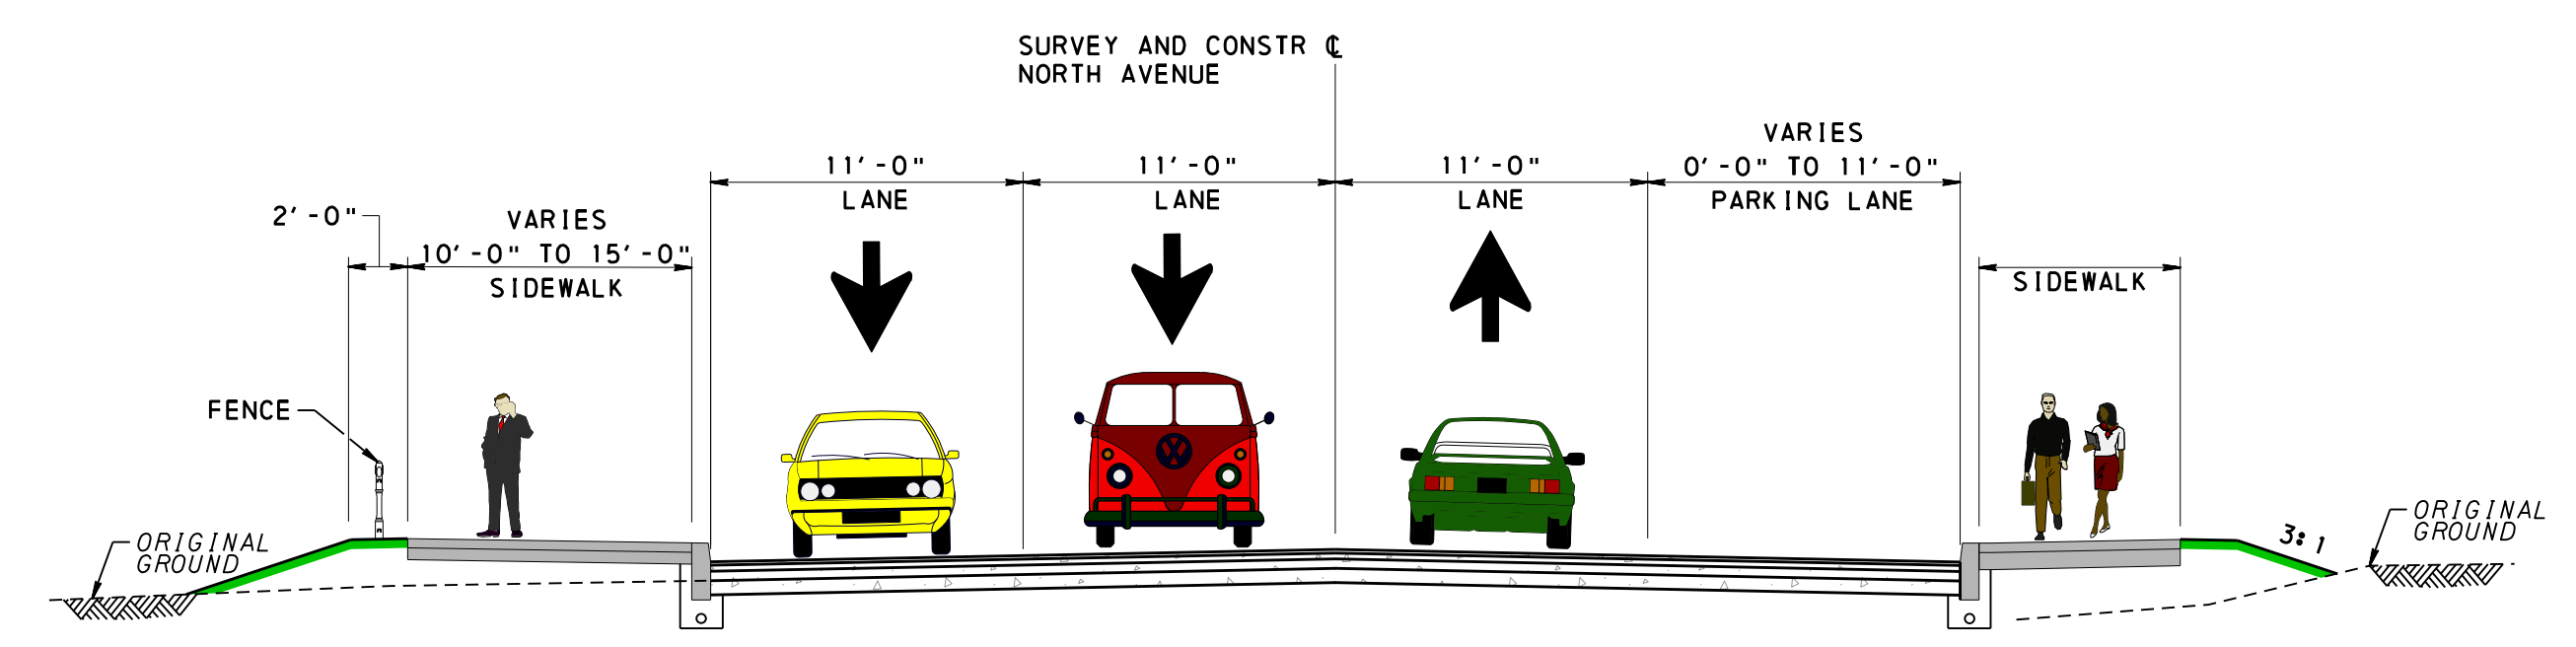 SURVEY AND CONSTR ℄
NORTH AVENUE
VARIES
11'-0"
11'-0"
11'-0"
0'-0" TO 11'-0"
LANE
LANE
LANE
PARKING LANE
2'-0"
VARIES
10'-0" TO 15'-0"
SIDEWALK
SIDEWALK
FENCE
ORIGINAL
GROUND
3:1
ORIGINAL
GROUND